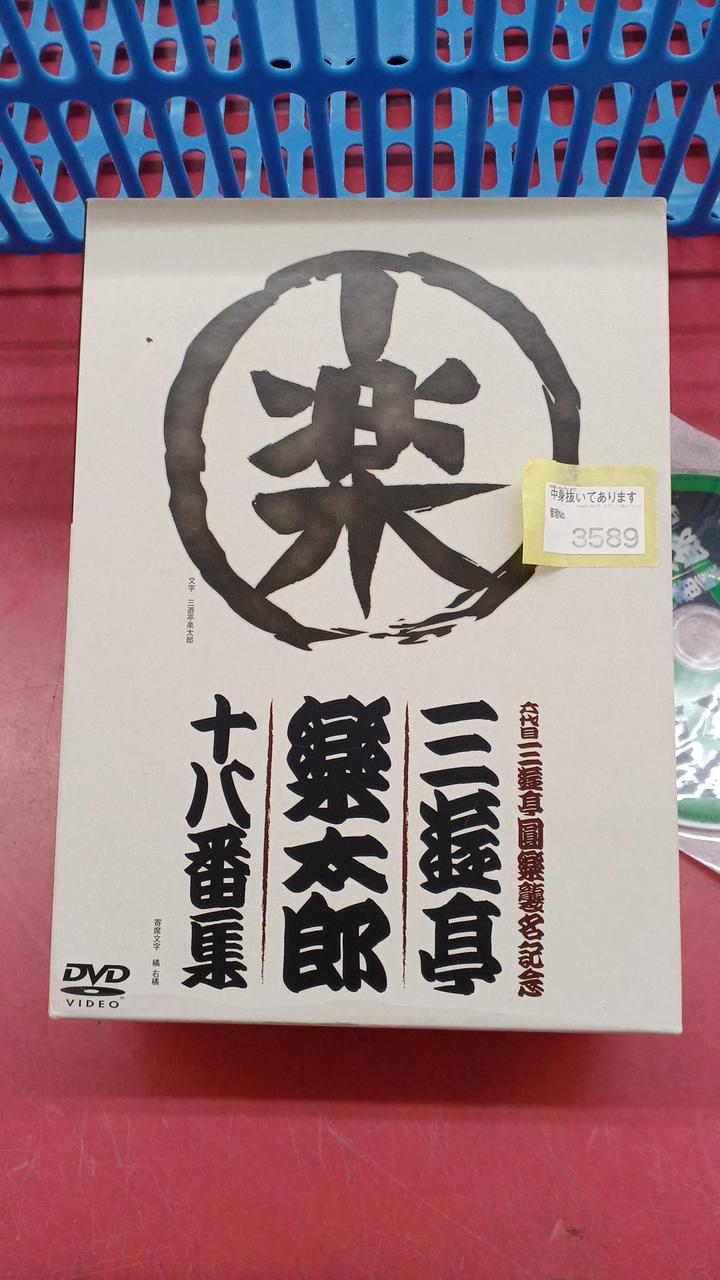 楽
中身抜いてあります
管理No.
3589
文字 三遊亭楽太郎
六代目三遊亭圓樂襲名記念
三遊亭
樂太郎
十八番集
寄席文字 橘 右橘
DVD
VIDEO